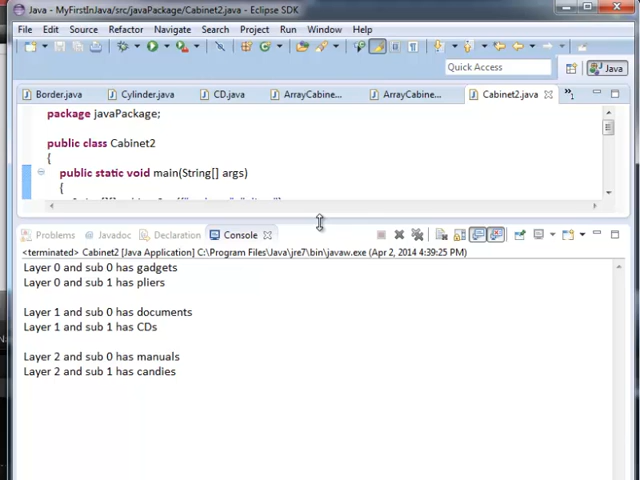 Java - MyFirstInJava/src/javaPackage/Cabinet2.java - Eclipse SDK
File Edit Source Refactor Navigate Search Project Run Window Help
Quick Access
Java
Border.java Cylinder.java CD.java ArrayCabine... ArrayCabine... Cabinet2.java »1
package javaPackage;
public class Cabinet2
{
public static void main(String[] args)
{
Problems Javadoc Declaration Console
<terminated> Cabinet2 [Java Application] C:\Program Files\Java\jre7\bin\javaw.exe (Apr 2, 2014 4:39:25 PM)
Layer 0 and sub 0 has gadgets
Layer 0 and sub 1 has pliers
Layer 1 and sub 0 has documents
Layer 1 and sub 1 has CDs
Layer 2 and sub 0 has manuals
Layer 2 and sub 1 has candies